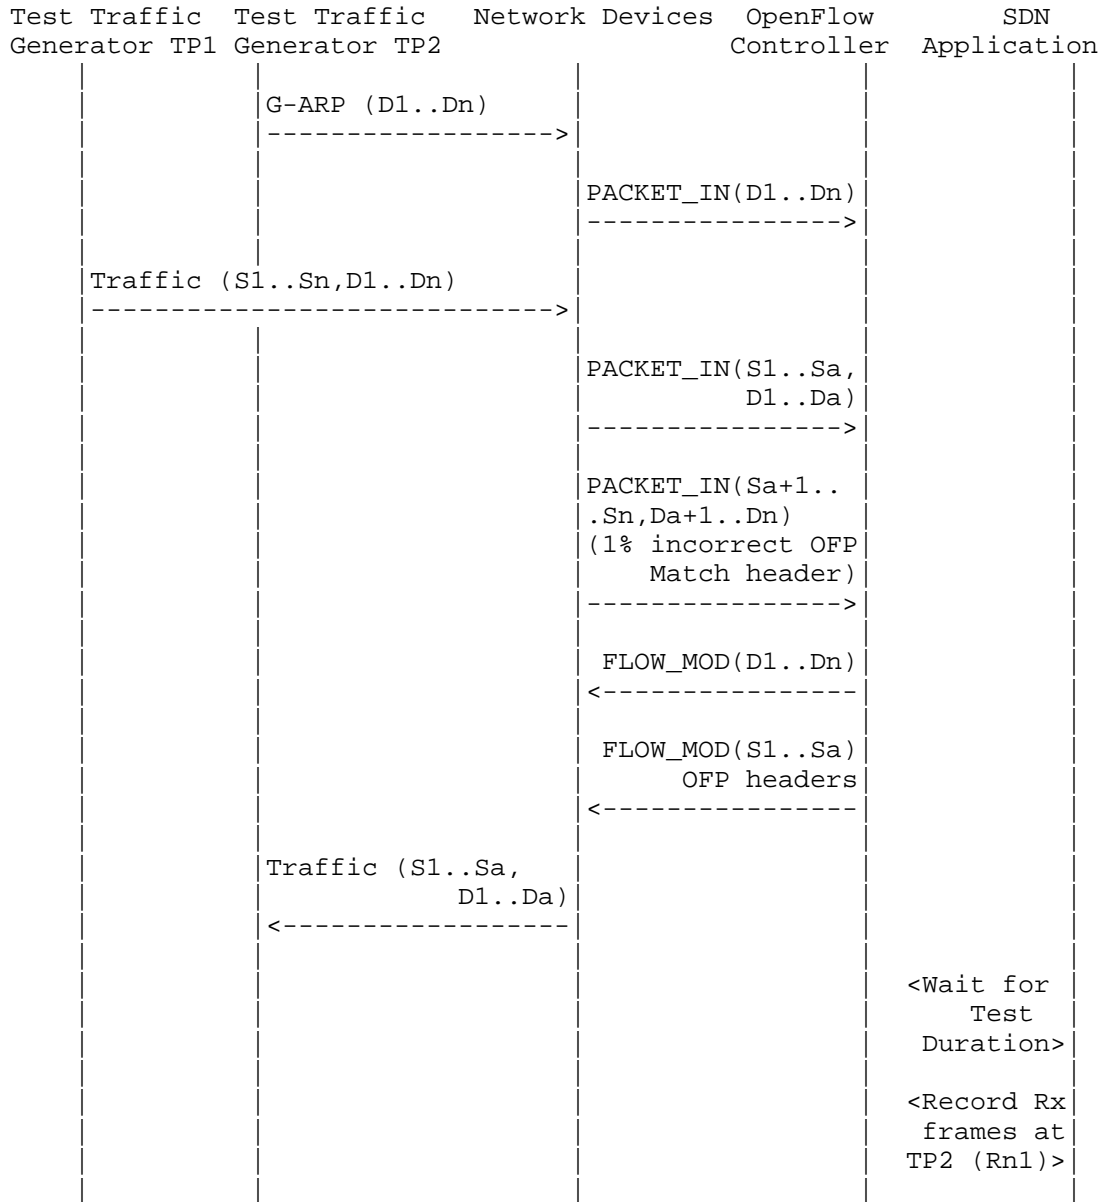 Test Traffic  Test Traffic   Network Devices  OpenFlow        SDN
Generator TP1 Generator TP2                  Controller  Application
G-ARP (D1..Dn)
------------------>
PACKET_IN(D1..Dn)
---------------->
Traffic (S1..Sn,D1..Dn)
----------------------------->
PACKET_IN(S1..Sa,
D1..Da)
---------------->
PACKET_IN(Sa+1..
.Sn,Da+1..Dn)
(1% incorrect OFP
Match header)
---------------->
FLOW_MOD(D1..Dn)
<----------------
FLOW_MOD(S1..Sa)
OFP headers
<----------------
Traffic (S1..Sa,
D1..Da)
<------------------
<Wait for
Test
Duration>
<Record Rx
frames at
TP2 (Rn1)>